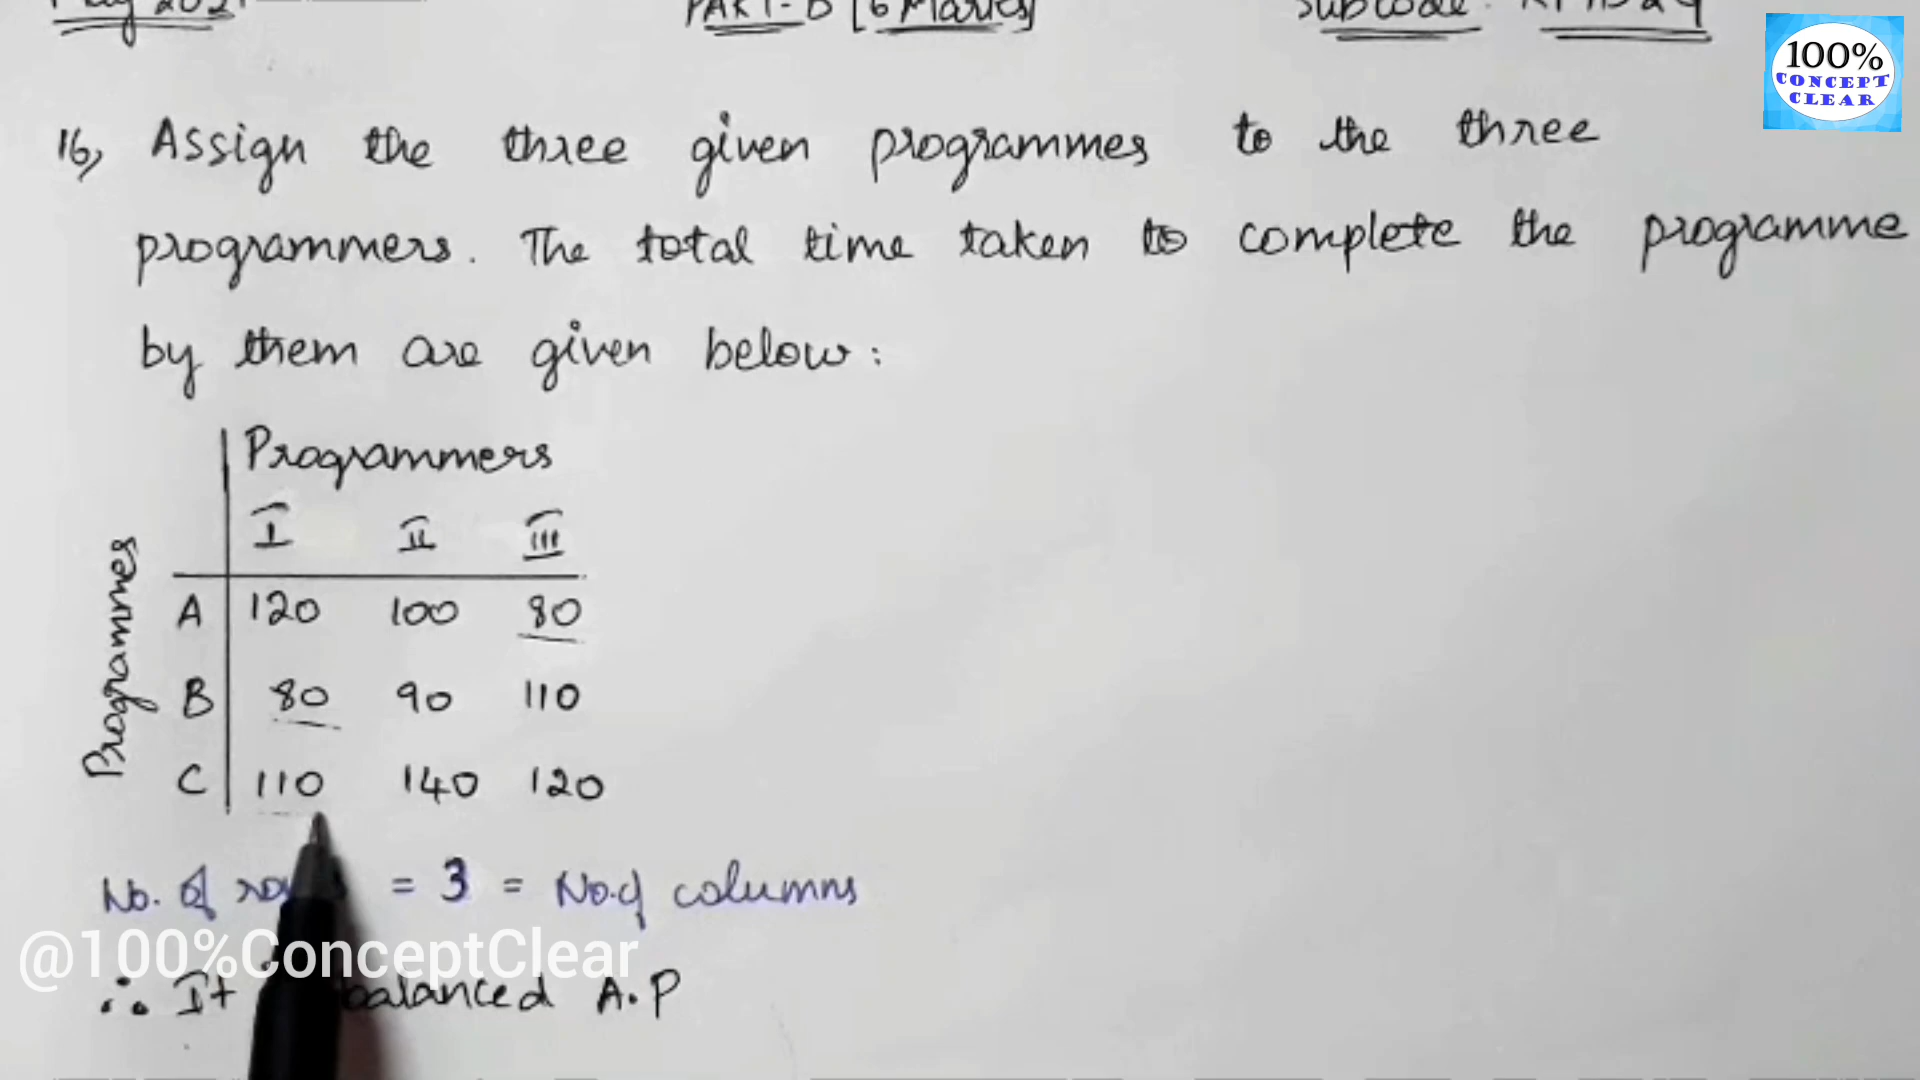 PART-B [6 Marks]
100%
CONCEPT
CLEAR
16, Assign the three given programmes to the three
programmers. The total time taken to complete the programme
by them are given below:
Programmers
I II III
Programmes
A 120 100 80
B 80 90 110
C 110 140 120
No. of = 3 = No. of columns
@100%ConceptClear
∴ It balanced A.P